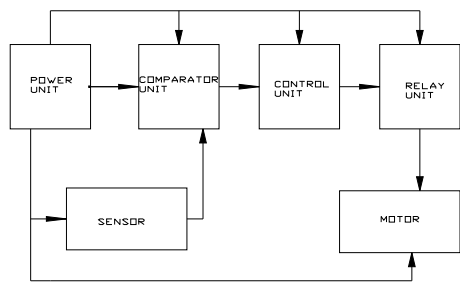 POWER
UNIT
COMPARATOR
UNIT
CONTROL
UNIT
RELAY
UNIT
SENSOR
MOTOR